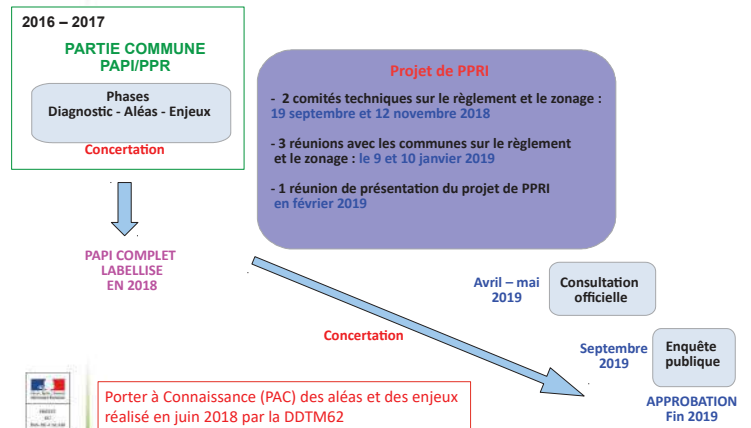 2016 – 2017
PARTIE COMMUNE
PAPI/PPR
Phases
Diagnostic - Aléas - Enjeux
Concertation
PAPI COMPLET
LABELLISE
EN 2018
Projet de PPRI
- 2 comités techniques sur le règlement et le zonage :
19 septembre et 12 novembre 2018
- 3 réunions avec les communes sur le règlement
et le zonage : le 9 et 10 janvier 2019
- 1 réunion de présentation du projet de PPRI
en février 2019
Avril – mai
2019
Consultation
officielle
Concertation
Septembre
2019
Enquête
publique
APPROBATION
Fin 2019
Porter à Connaissance (PAC) des aléas et des enjeux
réalisé en juin 2018 par la DDTM62